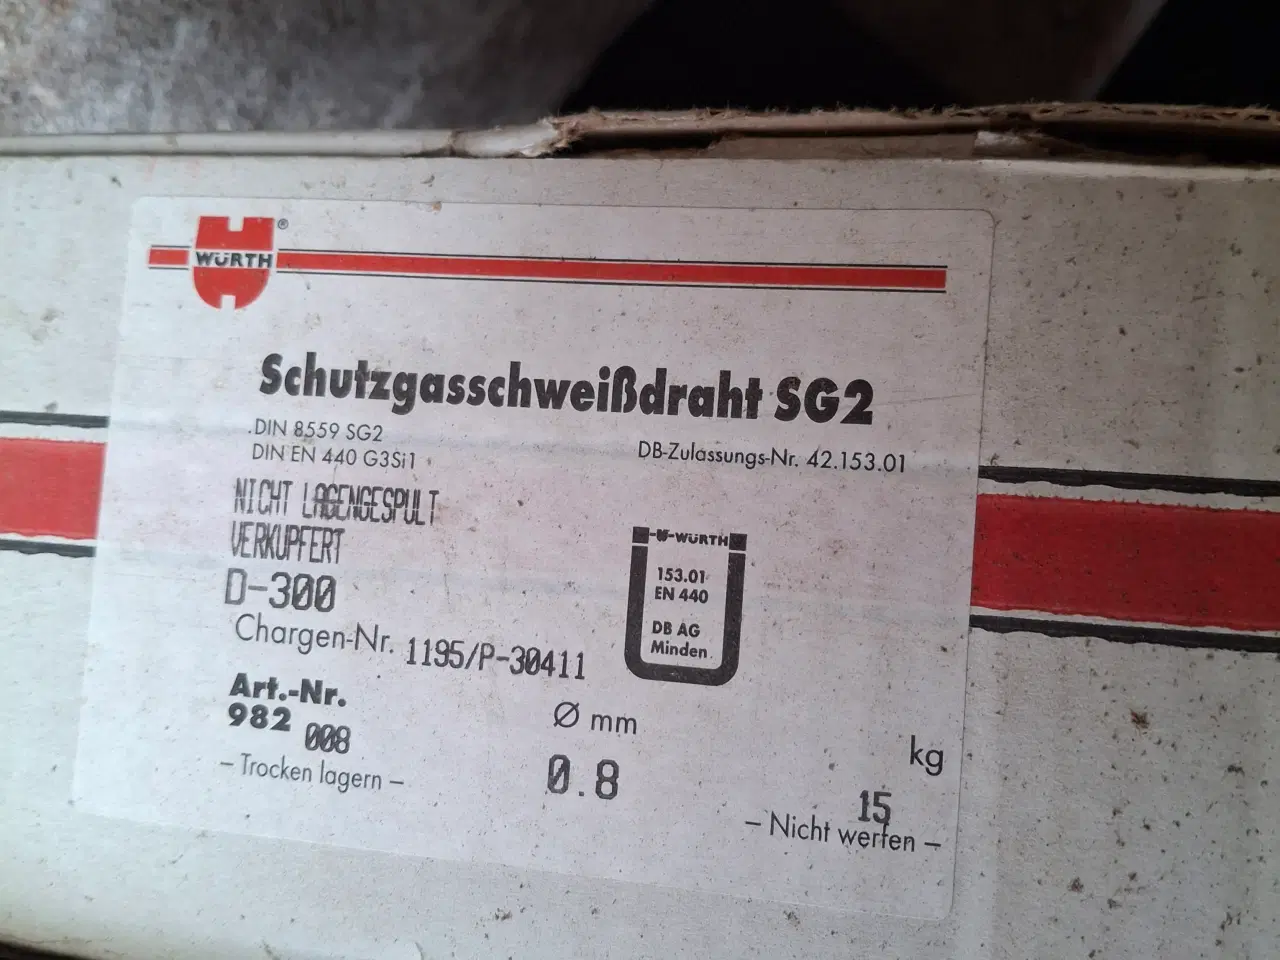 WÜRTH ®
Schutzgasschweißdraht SG2
DIN 8559 SG2
DIN EN 440 G3Si1
DB-Zulassungs-Nr. 42.153.01
NICHT LAGENGESPULT
VERKUPFERT
D-300
WÜRTH
153.01
EN 440
DB AG
Minden
Chargen-Nr. 1195/P-30411
Art.-Nr.
982 008
Ø mm
0.8
kg
15
– Trocken lagern –
– Nicht werfen –